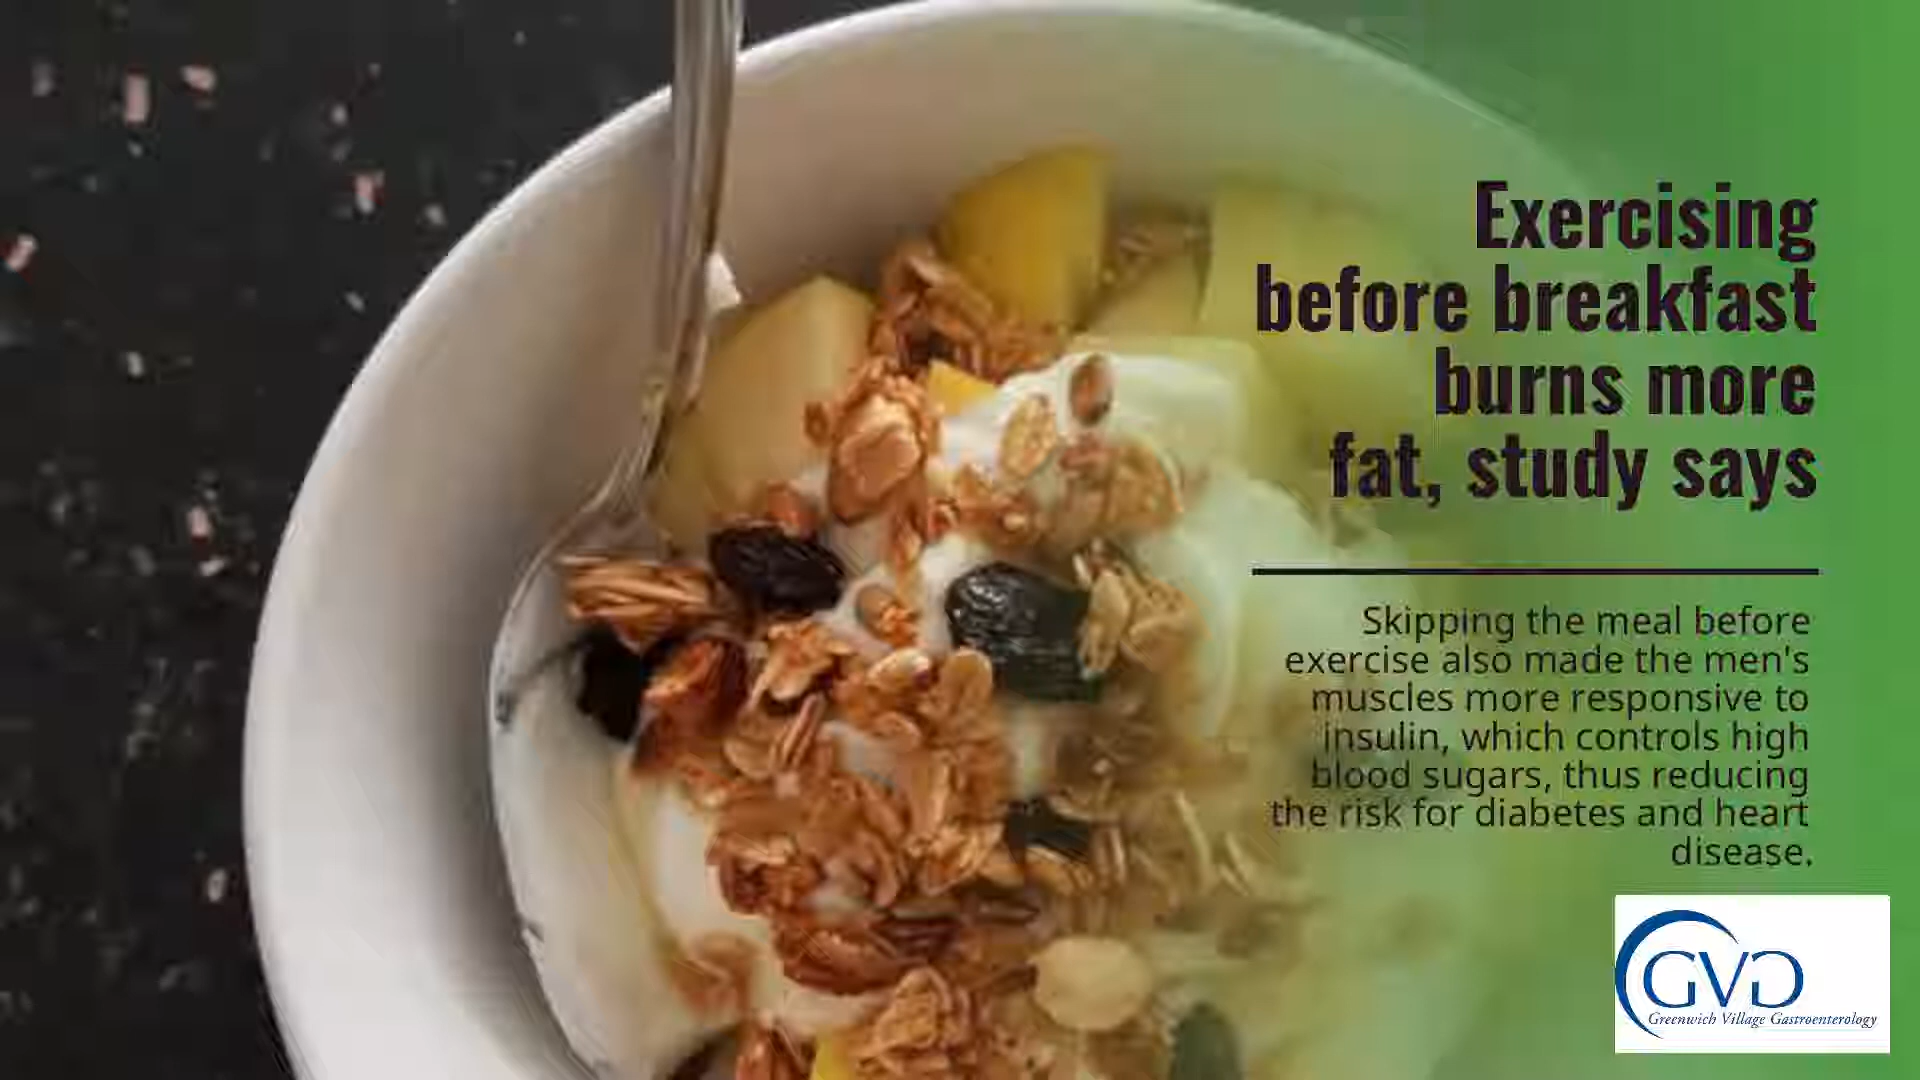 Exercising
before breakfast
burns more
fat, study says
Skipping the meal before
exercise also made the men's
muscles more responsive to
insulin, which controls high
blood sugars, thus reducing
the risk for diabetes and heart
disease.
GVG
Greenwich Village Gastroenterology